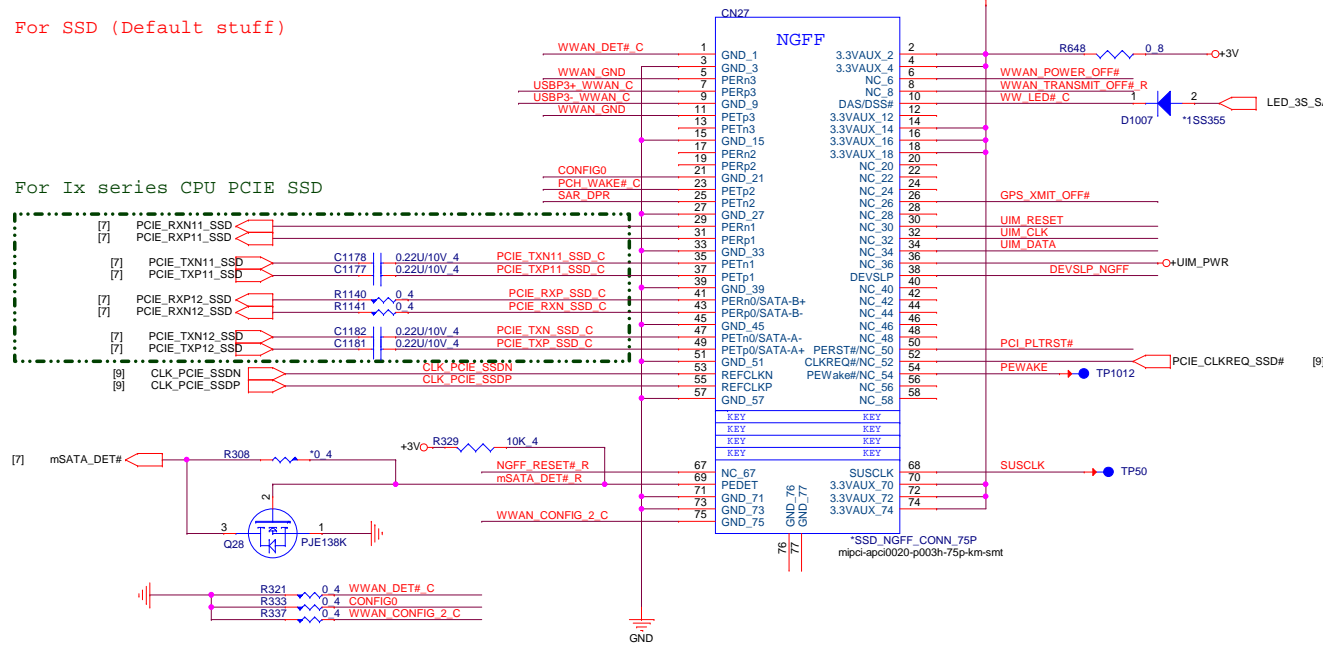 For SSD (Default stuff)
CN27
NGFF
WWAN_DET#_C 1 GND_1 3.3VAUX_2 2 R648 0_8 +3V
3 GND_3 3.3VAUX_4 4
WWAN_GND 5 PERn3 NC_6 6 WWAN_POWER_OFF#
USBP3+_WWAN_C 7 PERp3 NC_8 8 WWAN_TRANSMIT_OFF#_R
USBP3-_WWAN_C 9 GND_9 DAS/DSS# 10 WW_LED#_C 1 2 LED_3S_SA
WWAN_GND 11 PETp3 3.3VAUX_12 12 D1007 *1SS355
13 PETn3 3.3VAUX_14 14
15 GND_15 3.3VAUX_16 16
17 PERn2 3.3VAUX_18 18
19 PERp2 NC_20 20
CONFIG0 21 GND_21 NC_22 22
For Ix series CPU PCIE SSD
PCH_WAKE#_C 23 PETp2 NC_24 24
SAR_DPR 25 PETn2 NC_26 26 GPS_XMIT_OFF#
27 GND_27 NC_28 28
[7] PCIE_RXN11_SSD 29 PERn1 NC_30 30 UIM_RESET
[7] PCIE_RXP11_SSD 31 PERp1 NC_32 32 UIM_CLK
33 GND_33 NC_34 34 UIM_DATA
[7] PCIE_TXN11_SSD C1178 0.22U/10V_4 PCIE_TXN11_SSD_C 35 PETn1 NC_36 36 +UIM_PWR
[7] PCIE_TXP11_SSD C1177 0.22U/10V_4 PCIE_TXP11_SSD_C 37 PETp1 DEVSLP 38 DEVSLP_NGFF
39 GND_39 NC_40 40
[7] PCIE_RXP12_SSD R1140 0_4 PCIE_RXP_SSD_C 41 PERn0/SATA-B+ NC_42 42
[7] PCIE_RXN12_SSD R1141 0_4 PCIE_RXN_SSD_C 43 PERp0/SATA-B- NC_44 44
45 GND_45 NC_46 46
[7] PCIE_TXN12_SSD C1182 0.22U/10V_4 PCIE_TXN_SSD_C 47 PETn0/SATA-A- NC_48 48
[7] PCIE_TXP12_SSD C1181 0.22U/10V_4 PCIE_TXP_SSD_C 49 PETp0/SATA-A+ PERST#/NC_50 50 PCI_PLTRST#
51 GND_51 CLKREQ#/NC_52 52 PCIE_CLKREQ_SSD# [9]
[9] CLK_PCIE_SSDN CLK_PCIE_SSDN 53 REFCLKN PEWake#/NC_54 54 PEWAKE TP1012
[9] CLK_PCIE_SSDP CLK_PCIE_SSDP 55 REFCLKP NC_56 56
57 GND_57 NC_58 58
KEY KEY
KEY KEY
KEY KEY
KEY KEY
+3V R329 10K_4
[7] mSATA_DET# R308 *0_4
NGFF_RESET#_R 67 NC_67 SUSCLK 68 SUSCLK TP50
mSATA_DET#_R 69 PEDET 3.3VAUX_70 70
71 GND_71 3.3VAUX_72 72
73 GND_73 3.3VAUX_74 74
WWAN_CONFIG_2_C 75 GND_75
GND_76 GND_77
76 77
2
3 1
Q28 PJE138K
*SSD_NGFF_CONN_75P
mipci-apci0020-p003h-75p-km-smt
R321 0_4 WWAN_DET#_C
R333 0_4 CONFIG0
R337 0_4 WWAN_CONFIG_2_C
GND